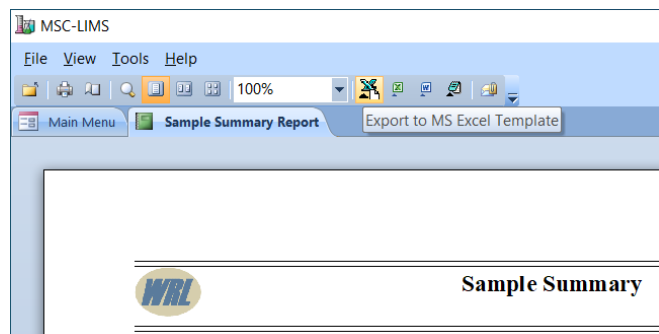 MSC-LIMS
File View Tools Help
100%
Main Menu Sample Summary Report Export to MS Excel Template
WRL Sample Summary